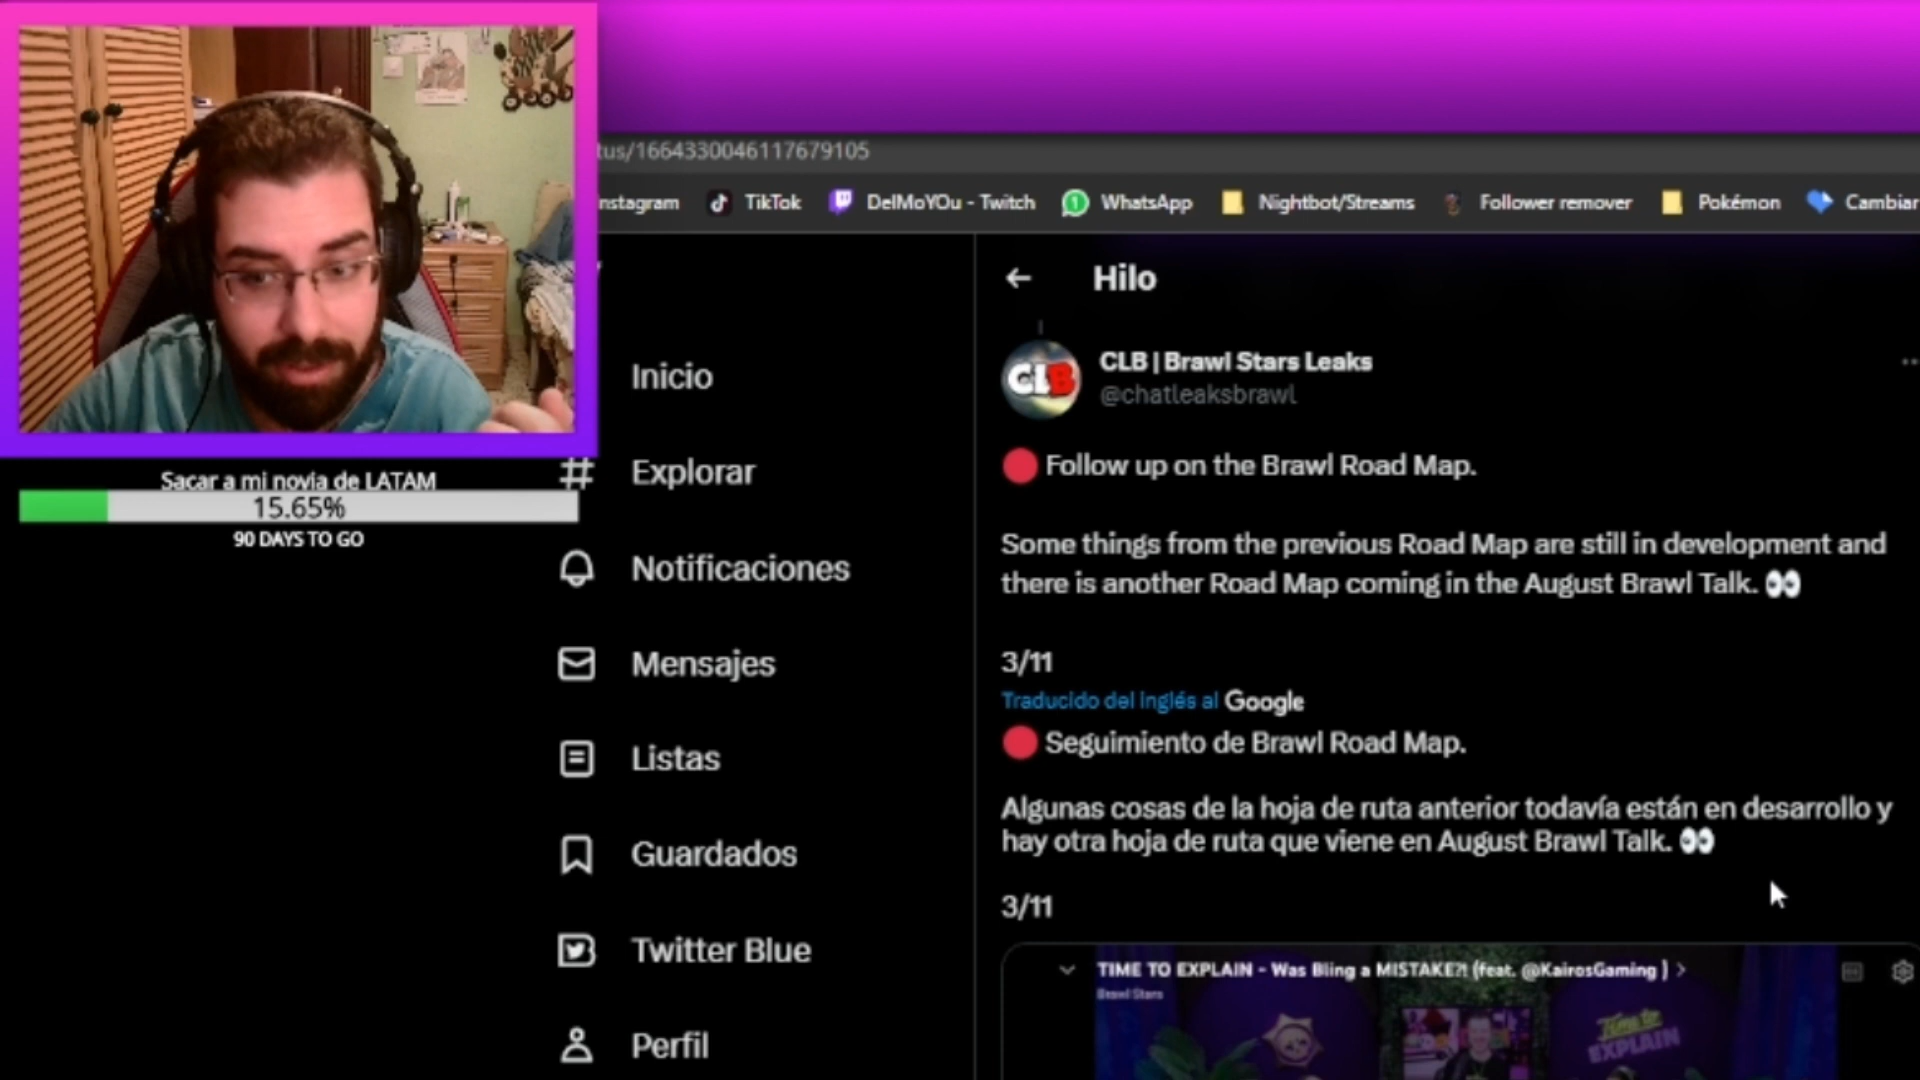 tus/1664330046117679105
nstagram
TikTok
DelMoYOu - Twitch
WhatsApp
Nightbot/Streams
Follower remover
Pokémon
Cambiar
Sacar a mi novia de LATAM
15.65%
90 DAYS TO GO
Inicio
Explorar
Notificaciones
Mensajes
Listas
Guardados
Twitter Blue
Perfil
Hilo
CLB
CLB | Brawl Stars Leaks
@chatleaksbrawl
🔴 Follow up on the Brawl Road Map.
Some things from the previous Road Map are still in development and
there is another Road Map coming in the August Brawl Talk. 👀
3/11
Traducido del inglés al Google
🔴 Seguimiento de Brawl Road Map.
Algunas cosas de la hoja de ruta anterior todavía están en desarrollo y
hay otra hoja de ruta que viene en August Brawl Talk. 👀
3/11
TIME TO EXPLAIN - Was Bling a MISTAKE?! (feat. @KairosGaming )
Brawl Stars
Time to
EXPLAIN